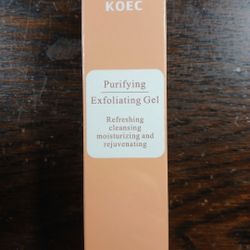 KOEC
Purifying
Exfoliating Gel
Refreshing
cleansing
moisturizing and
rejuvenating